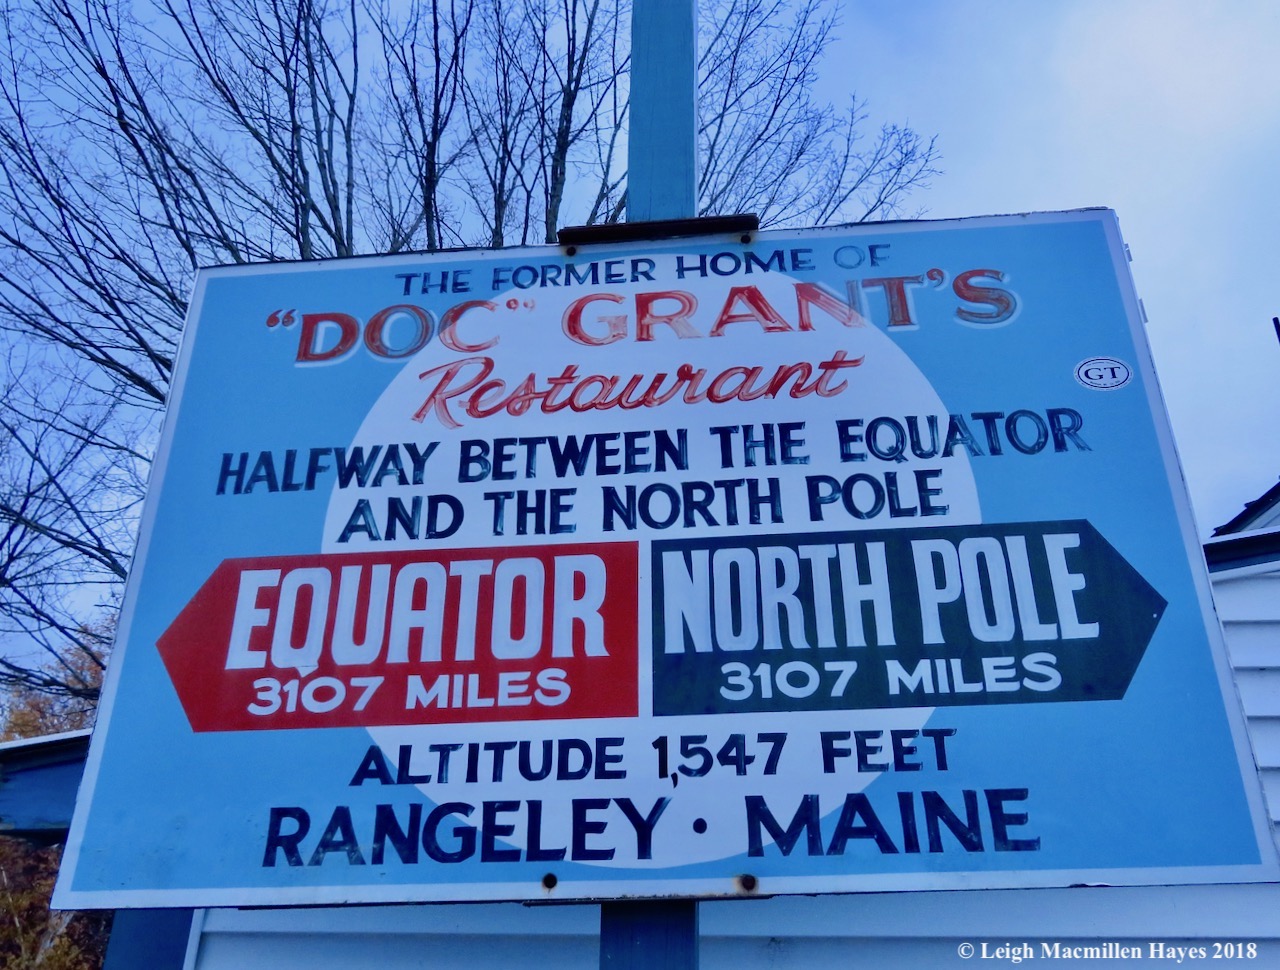 THE FORMER HOME OF
"DOC" GRANT'S
Restaurant
GT
HALFWAY BETWEEN THE EQUATOR
AND THE NORTH POLE
EQUATOR
3107 MILES
NORTH POLE
3107 MILES
ALTITUDE 1,547 FEET
RANGELEY · MAINE
© Leigh Macmillen Hayes 2018